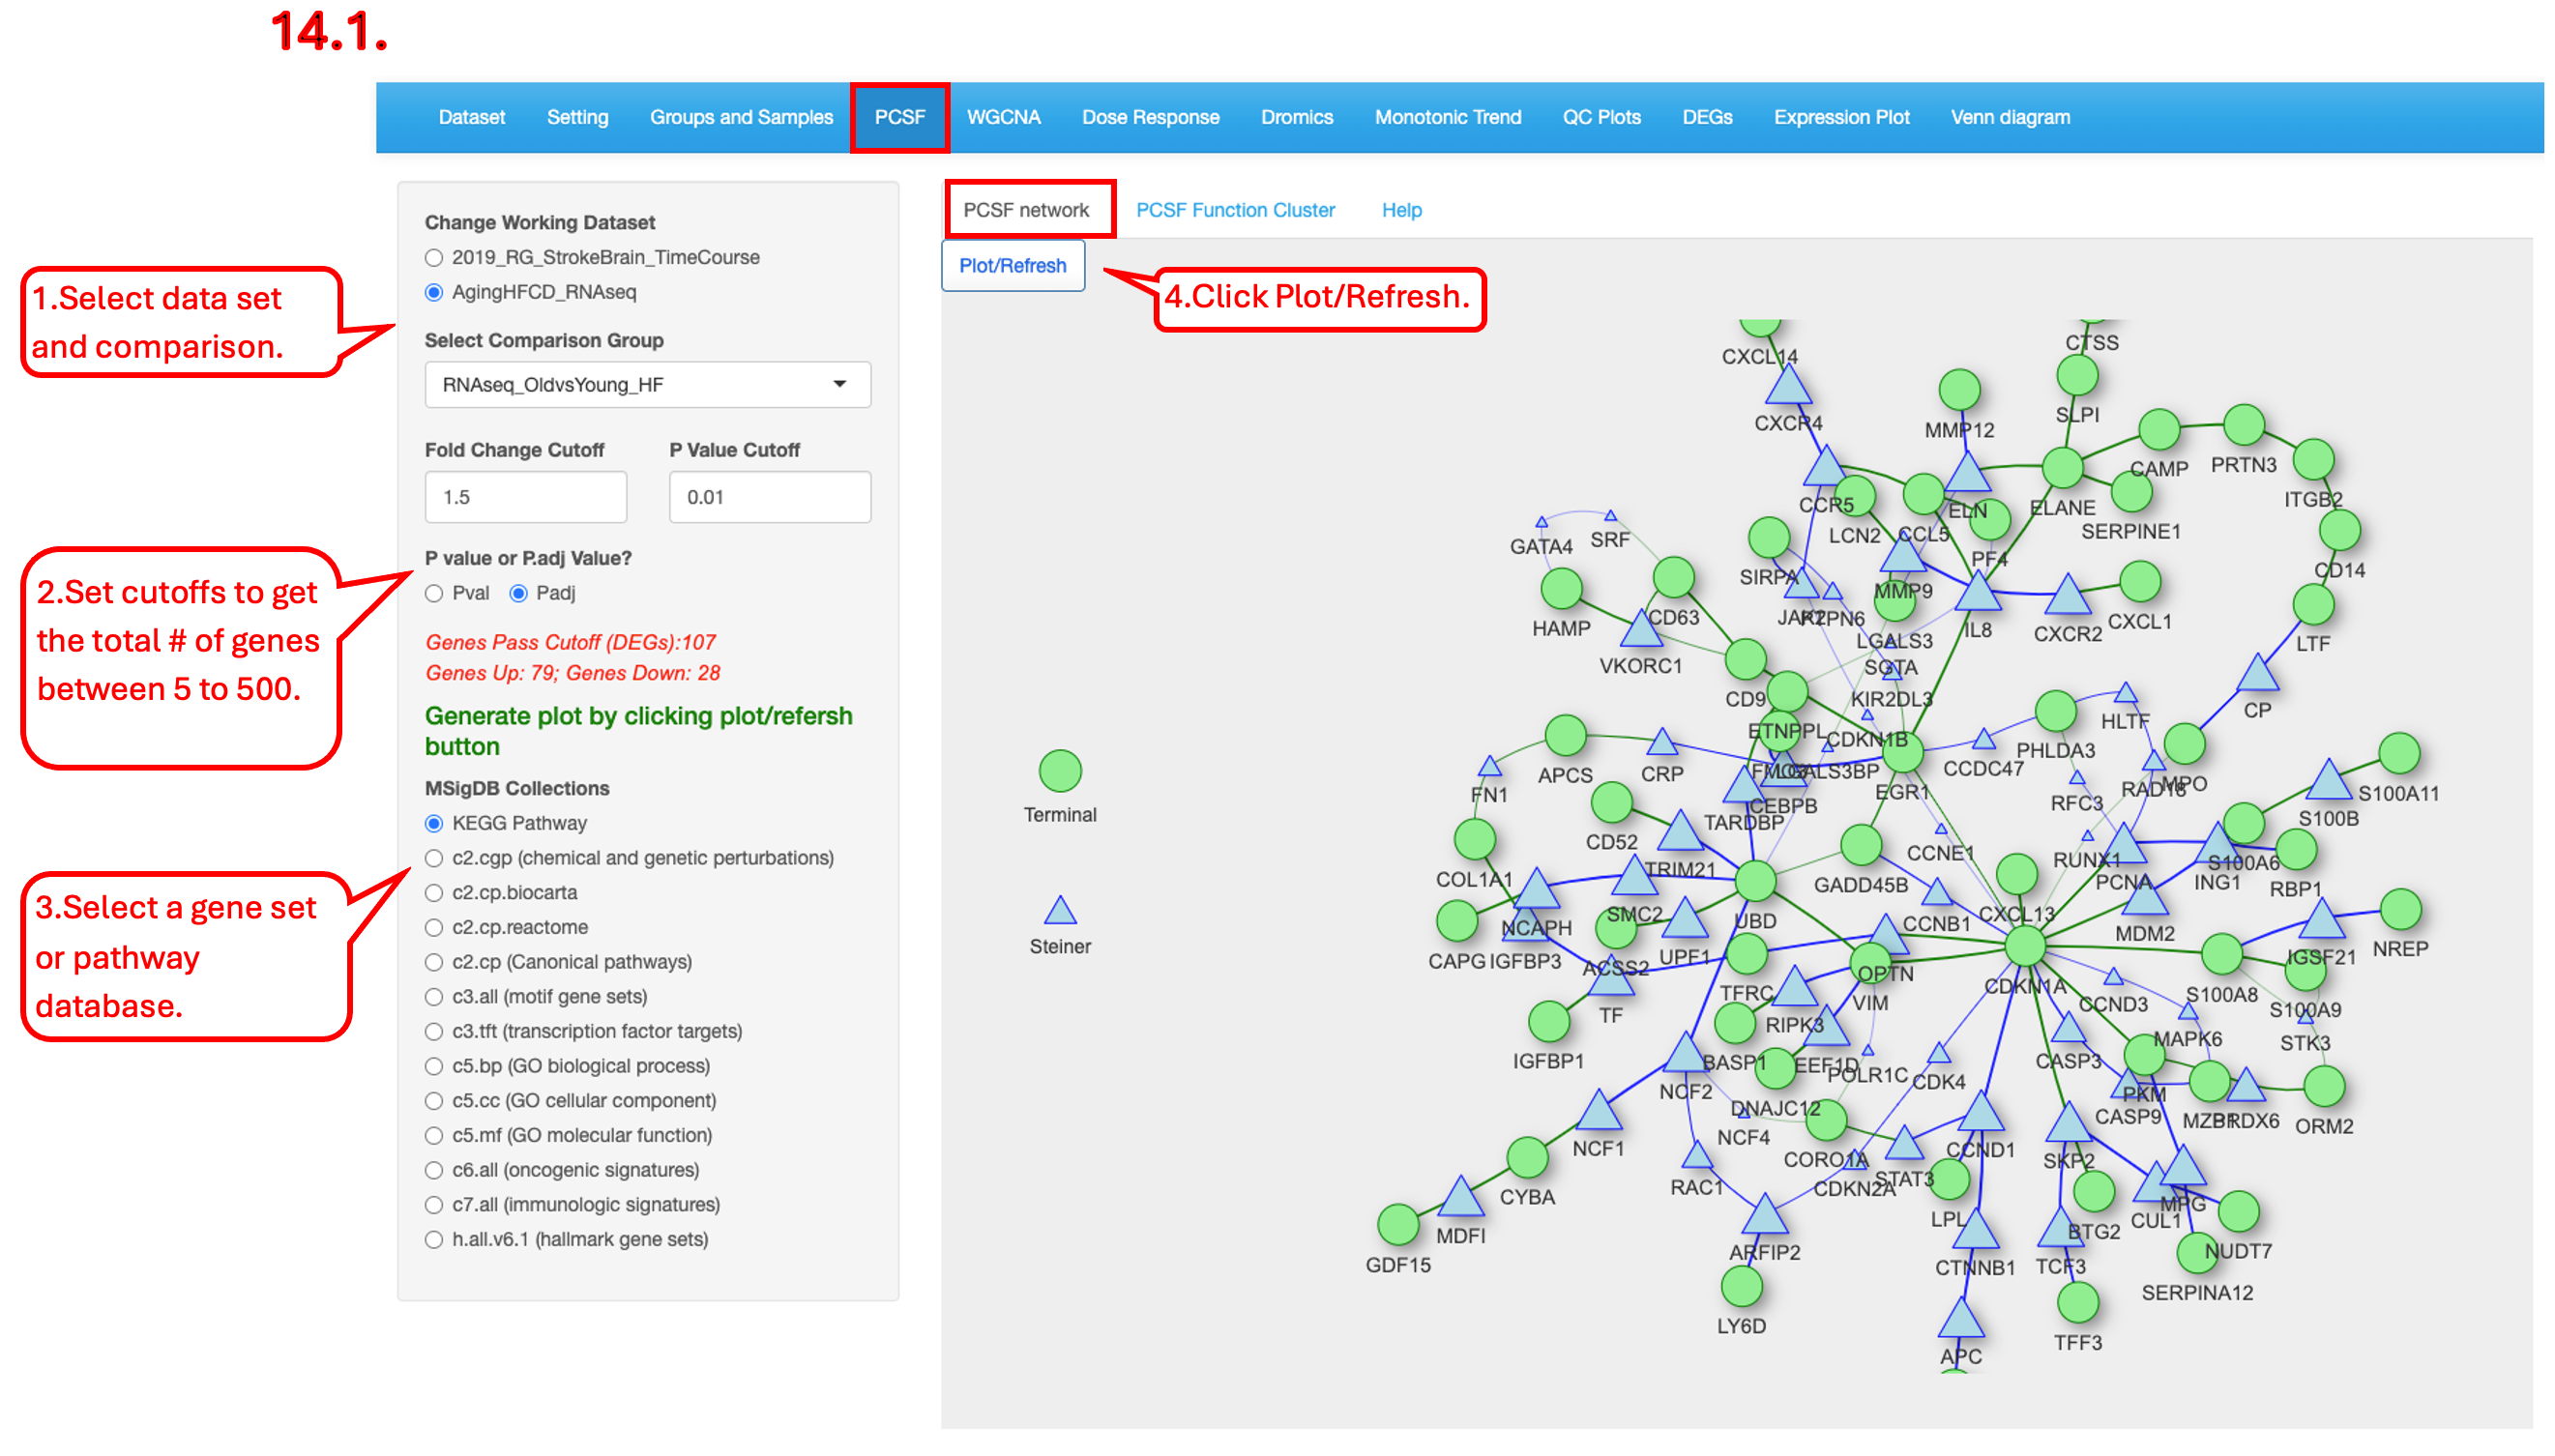 14.1.
Dataset Setting Groups and Samples PCSF WGCNA Dose Response Dromics Monotonic Trend QC Plots DEGs Expression Plot Venn diagram
1.Select data set
and comparison.
2.Set cutoffs to get
the total # of genes
between 5 to 500.
3.Select a gene set
or pathway
database.
Change Working Dataset
2019_RG_StrokeBrain_TimeCourse
AgingHFCD_RNAseq
Select Comparison Group
RNAseq_OldvsYoung_HF
Fold Change Cutoff P Value Cutoff
1.5 0.01
P value or P.adj Value?
Pval Padj
Genes Pass Cutoff (DEGs):107
Genes Up: 79; Genes Down: 28
Generate plot by clicking plot/refersh
button
MSigDB Collections
KEGG Pathway
c2.cgp (chemical and genetic perturbations)
c2.cp.biocarta
c2.cp.reactome
c2.cp (Canonical pathways)
c3.all (motif gene sets)
c3.tft (transcription factor targets)
c5.bp (GO biological process)
c5.cc (GO cellular component)
c5.mf (GO molecular function)
c6.all (oncogenic signatures)
c7.all (immunologic signatures)
h.all.v6.1 (hallmark gene sets)
PCSF network PCSF Function Cluster Help
Plot/Refresh
4.Click Plot/Refresh.
Terminal
Steiner
CTSS
CXCL14
SLPI
CXCR4
MMP12
CAMP
PRTN3
ITGB2
CCR5
ELN
ELANE
SERPINE1
LCN2
CCL5
GATA4
SRF
PF4
CD14
SIRPA
MMP9
JAK2
PTPN6
CD63
HAMP
IL8
CXCR2
CXCL1
LGALS3
LTF
VKORC1
SGTA
CD9
KIR2DL3
CP
HLTF
ETNPPL
CDKN1B
PHLDA3
APCS
CRP
LGALS3BP
CCDC47
FN1
CEBPB
EGR1
RFC3
RAD18
MPO
S100A11
TARDBP
S100B
CD52
CCNE1
RUNX1
S100A6
TRIM21
COL1A1
GADD45B
PCNA
ING1
RBP1
SMC2
CXCL13
NCAPH
UBD
CCNB1
MDM2
CAPG
IGFBP3
ACSS2
UPF1
OPTN
IGSF21
NREP
CDKN1A
TFRC
VIM
CCND3
S100A8
S100A9
TF
RIPK3
MAPK6
STK3
IGFBP1
BASP1
EEF1D
POLR1C
CDK4
CASP3
NCF2
PKM
DNAJC12
CASP9
MZB1
PRDX6
ORM2
NCF4
NCF1
CCND1
CORO1A
SKP2
STAT3
RAC1
CDKN2A
CYBA
MPG
LPL
CUL1
BTG2
MDFI
ARFIP2
NUDT7
GDF15
CTNNB1
TCF3
SERPINA12
LY6D
TFF3
APC